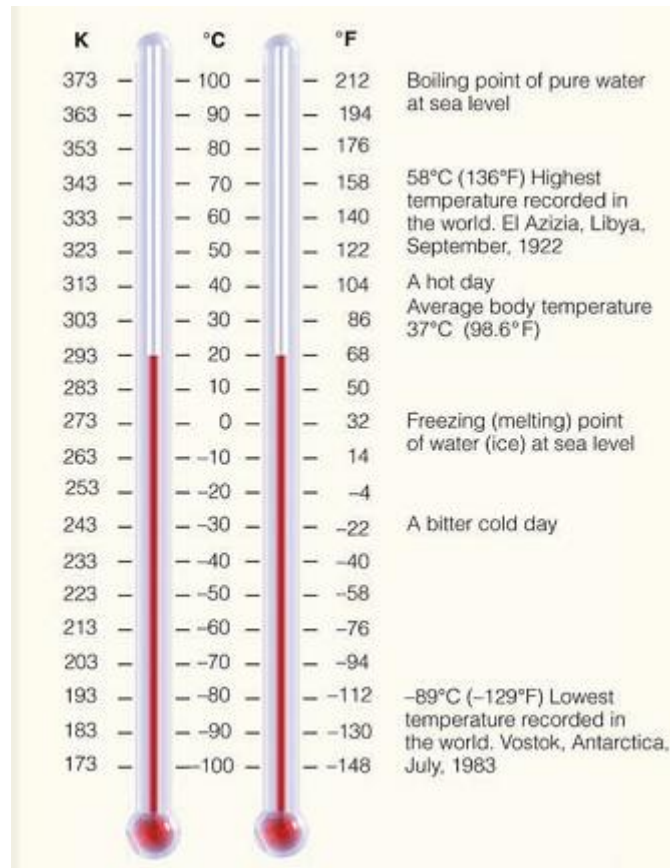 K °C °F
373 100 212 Boiling point of pure water
363 90 194 at sea level
353 80 176
343 70 158 58°C (136°F) Highest
temperature recorded in
333 60 140 the world. El Azizia, Libya,
323 50 122 September, 1922
313 40 104 A hot day
Average body temperature
303 30 86 37°C (98.6°F)
293 20 68
283 10 50
273 0 32 Freezing (melting) point
263 –10 14 of water (ice) at sea level
253 –20 –4
243 –30 –22 A bitter cold day
233 –40 –40
223 –50 –58
213 –60 –76
203 –70 –94
193 –80 –112 –89°C (–129°F) Lowest
temperature recorded in
183 –90 –130 the world. Vostok, Antarctica,
173 –100 –148 July, 1983